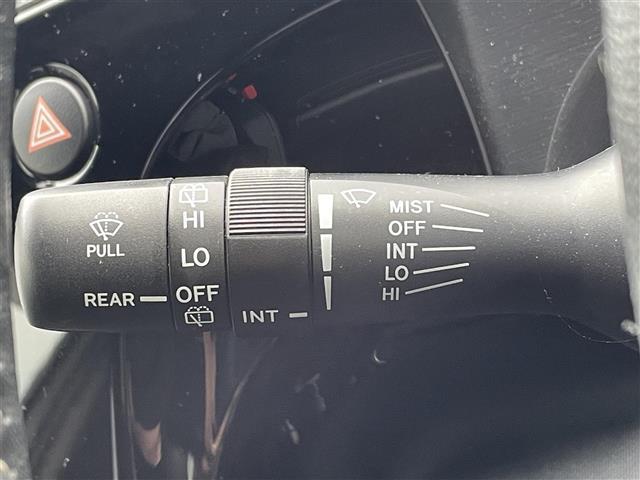 PULL
REAR
HI
LO
OFF
INT
MIST
OFF
INT
LO
HI